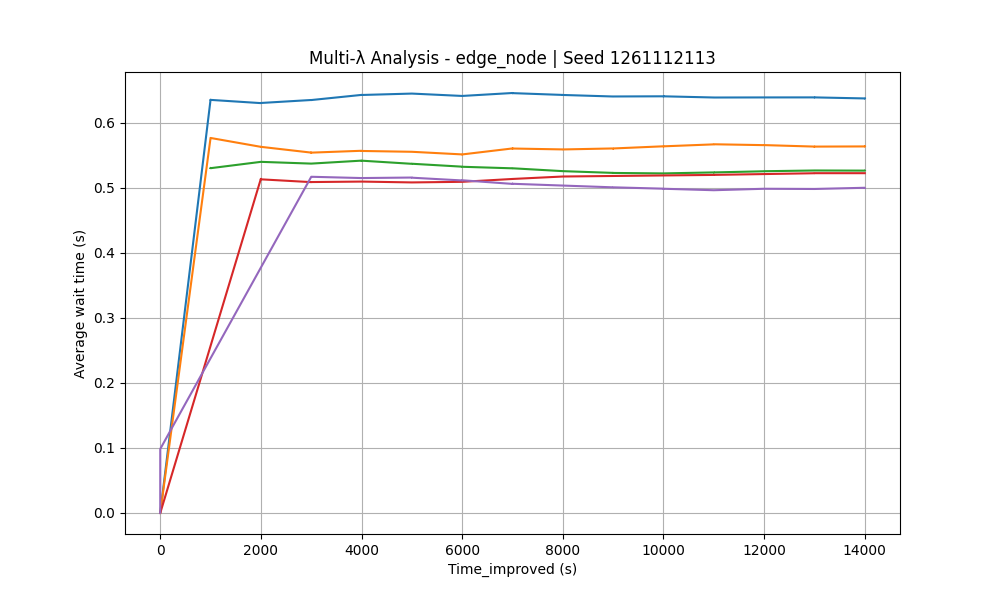 Multi-λ Analysis - edge_node | Seed 1261112113
Average wait time (s)
0.6
0.5
0.4
0.3
0.2
0.1
0.0
0 2000 4000 6000 8000 10000 12000 14000
Time_improved (s)